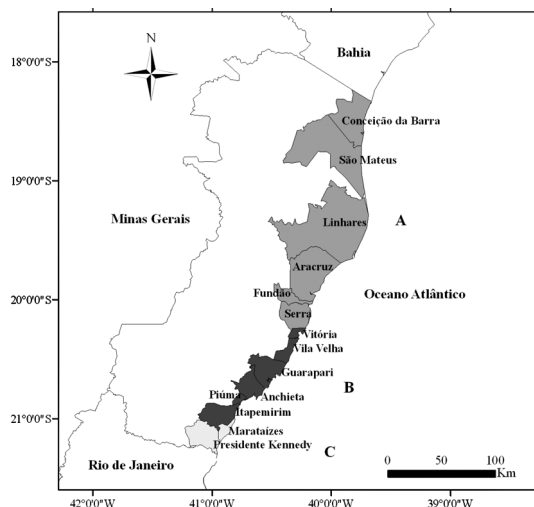 N
Bahia
18°0'0"S
Conceição da Barra
São Mateus
19°0'0"S
Minas Gerais
Linhares
A
Aracruz
Fundão
Oceano Atlântico
20°0'0"S
Serra
Vitória
Vila Velha
Guarapari
B
Piúma
Anchieta
Itapemirim
21°0'0"S
Marataízes
Presidente Kennedy
C
Rio de Janeiro
0 50 100
Km
42°0'0"W 41°0'0"W 40°0'0"W 39°0'0"W